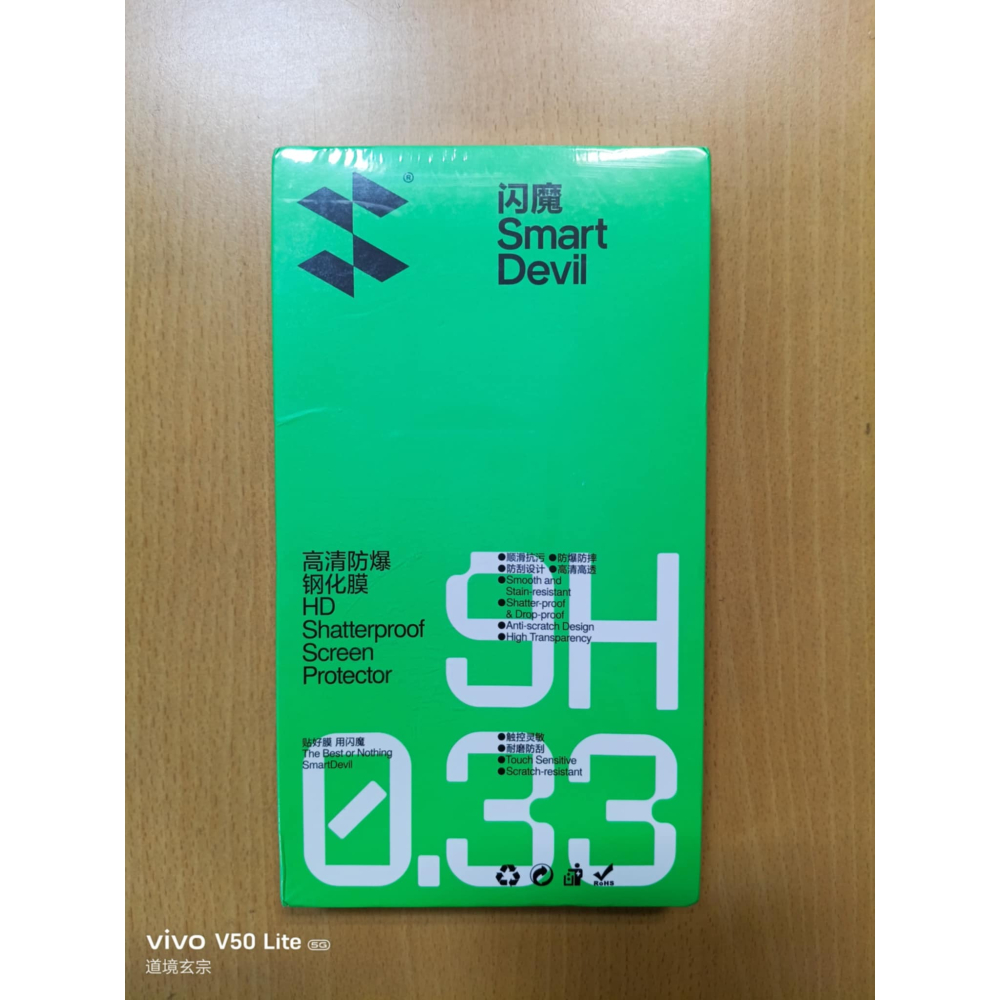 ®
闪魔
Smart
Devil
高清防爆
钢化膜
HD
Shatterproof
Screen
Protector
9H
●顺滑抗污 ●防爆防摔
●防刮设计 ●高清高透
●Smooth and
Stain-resistant
●Shatter-proof
& Drop-proof
●Anti-scratch Design
●High Transparency
贴好膜 用闪魔
The Best or Nothing
SmartDevil
●触控灵敏
●耐磨防刮
●Touch Sensitive
●Scratch-resistant
0.33
RoHS
vivo V50 Lite 5G
道境玄宗